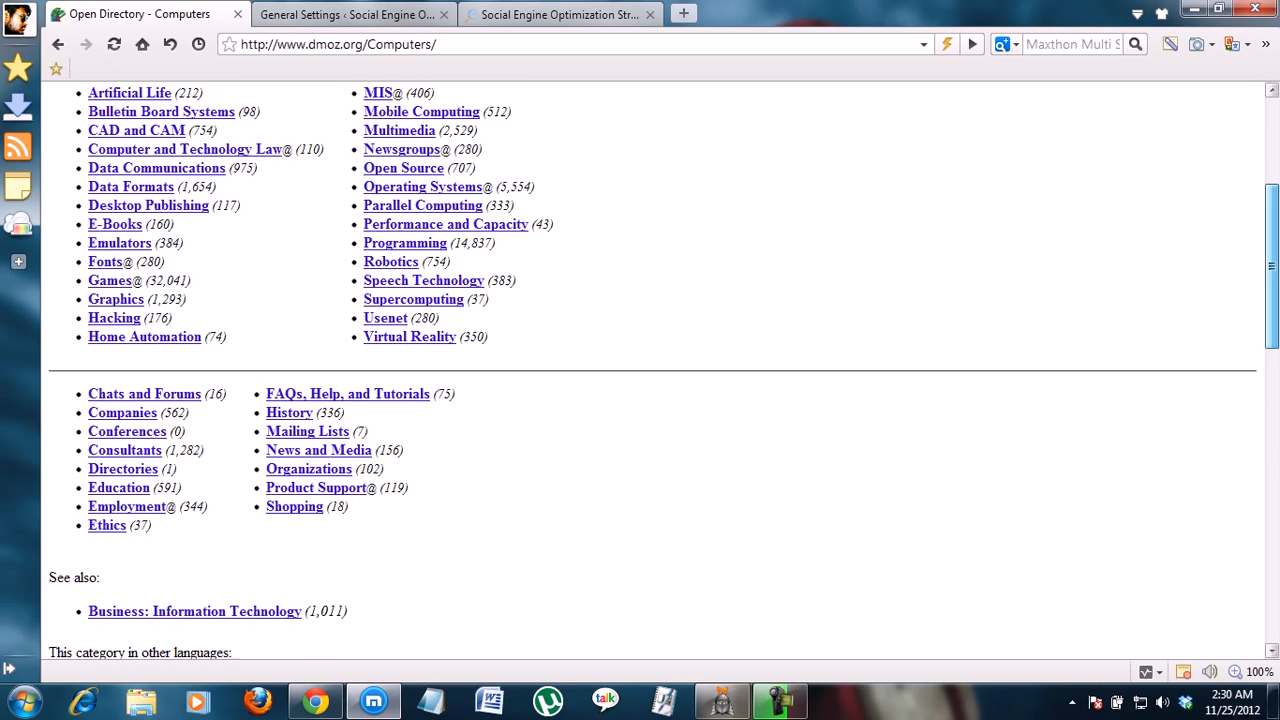 Open Directory - Computers
General Settings ‹ Social Engine O...
Social Engine Optimization Str...
http://www.dmoz.org/Computers/
Maxthon Multi S
Artificial Life (212)
Bulletin Board Systems (98)
CAD and CAM (754)
Computer and Technology Law@ (110)
Data Communications (975)
Data Formats (1,654)
Desktop Publishing (117)
E-Books (160)
Emulators (384)
Fonts@ (280)
Games@ (32,041)
Graphics (1,293)
Hacking (176)
Home Automation (74)
MIS@ (406)
Mobile Computing (512)
Multimedia (2,529)
Newsgroups@ (280)
Open Source (707)
Operating Systems@ (5,554)
Parallel Computing (333)
Performance and Capacity (43)
Programming (14,837)
Robotics (754)
Speech Technology (383)
Supercomputing (37)
Usenet (280)
Virtual Reality (350)
Chats and Forums (16)
Companies (562)
Conferences (0)
Consultants (1,282)
Directories (1)
Education (591)
Employment@ (344)
Ethics (37)
FAQs, Help, and Tutorials (75)
History (336)
Mailing Lists (7)
News and Media (156)
Organizations (102)
Product Support@ (119)
Shopping (18)
See also:
Business: Information Technology (1,011)
This category in other languages:
100%
talk
2:30 AM
11/25/2012